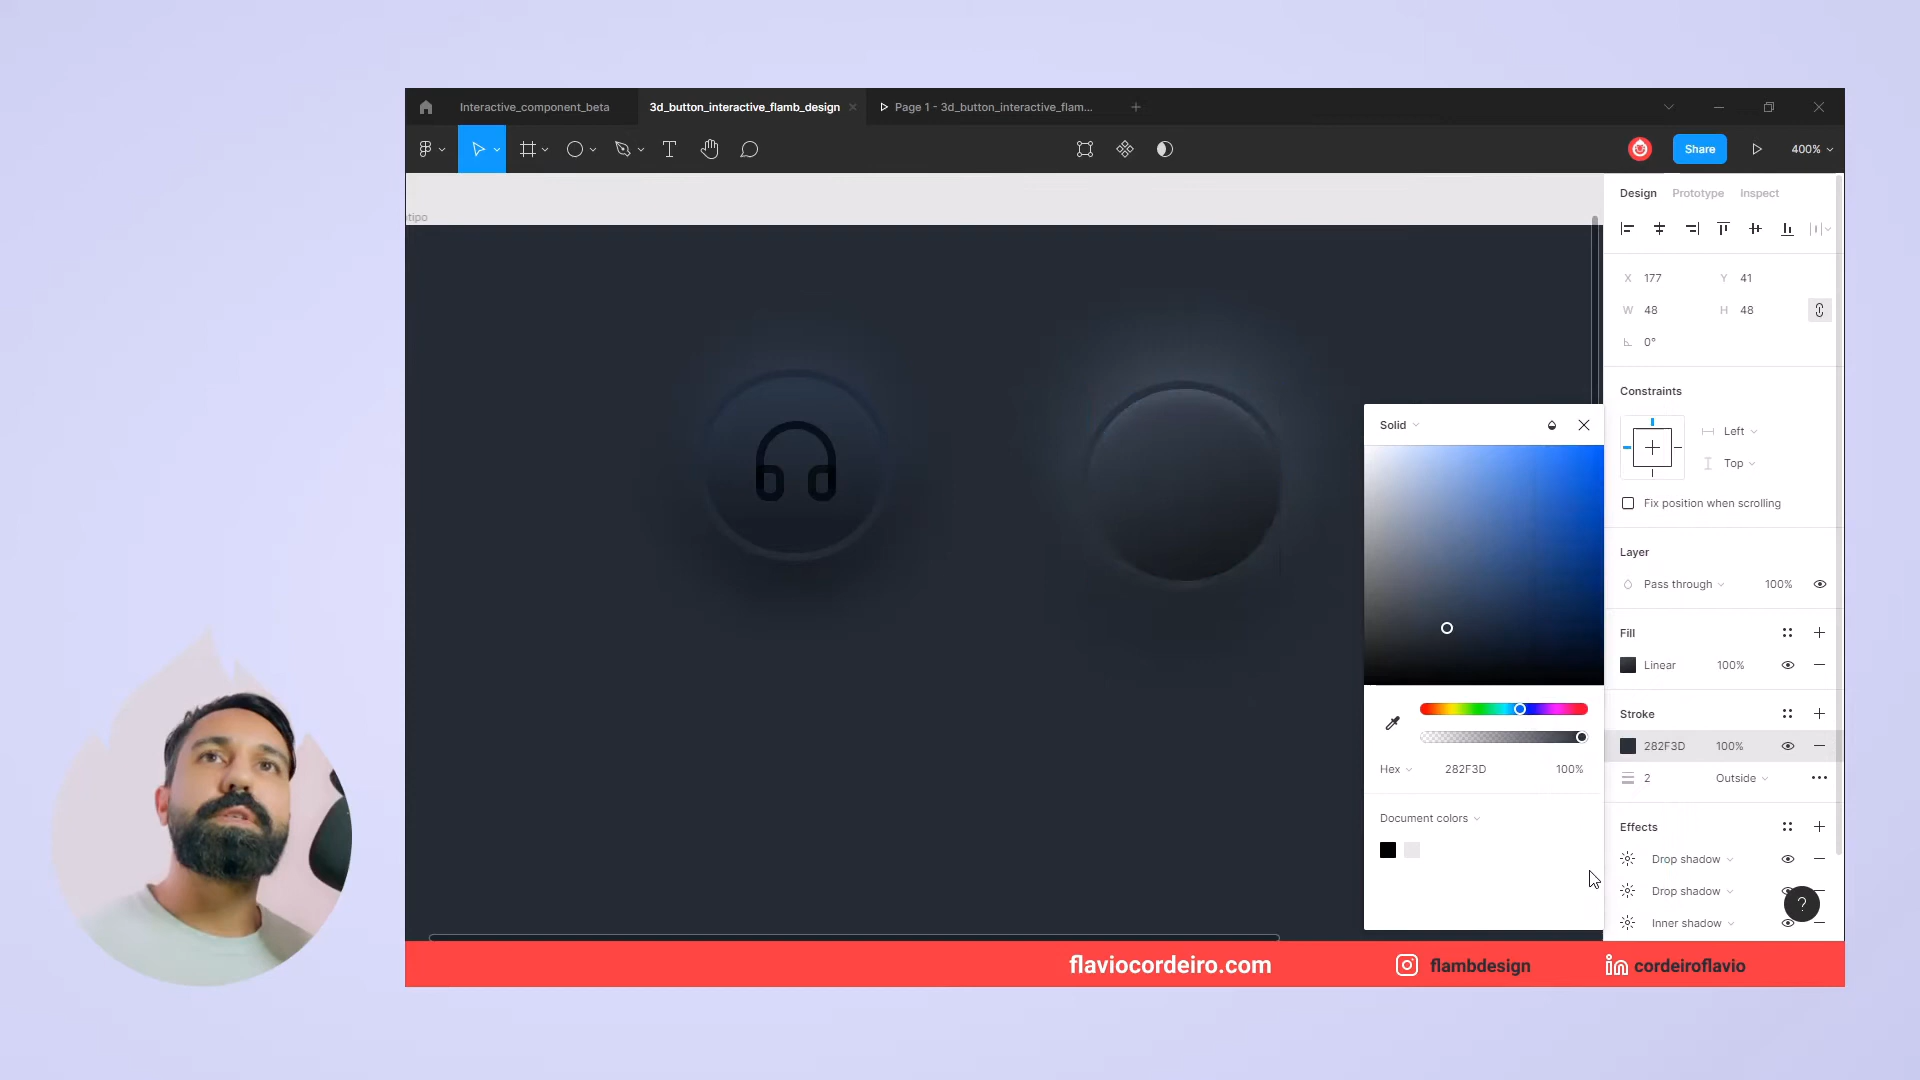 Interactive_component_beta
3d_button_interactive_flamb_design
Page 1 - 3d_button_interactive_flam...
Share
400%
Design
Prototype
Inspect
tipo
X 177
Y 41
W 48
H 48
0°
Constraints
Left
Top
Fix position when scrolling
Layer
Pass through
100%
Fill
Linear
100%
Stroke
282F3D
100%
2
Outside
Effects
Drop shadow
Drop shadow
Inner shadow
?
Solid
Hex
282F3D
100%
Document colors
flaviocordeiro.com
flambdesign
in cordeiroflavio